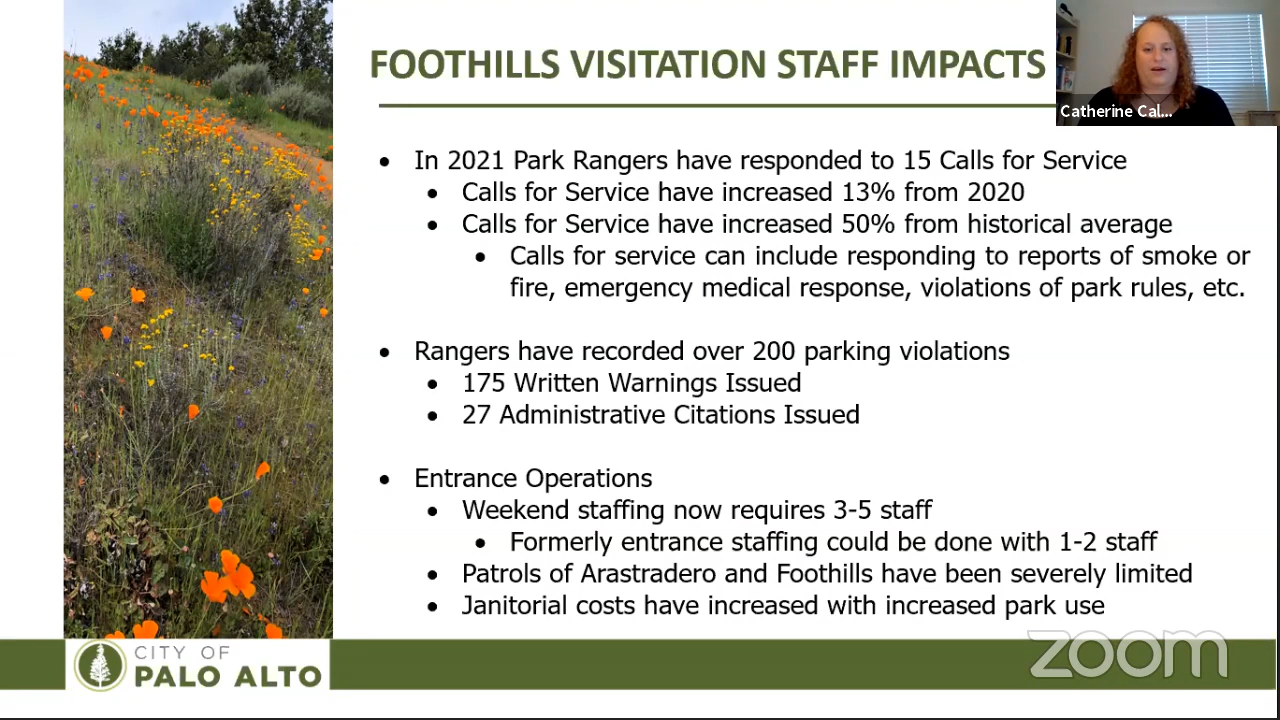 FOOTHILLS VISITATION STAFF IMPACTS
Catherine Cal...
• In 2021 Park Rangers have responded to 15 Calls for Service
• Calls for Service have increased 13% from 2020
• Calls for Service have increased 50% from historical average
• Calls for service can include responding to reports of smoke or
fire, emergency medical response, violations of park rules, etc.
• Rangers have recorded over 200 parking violations
• 175 Written Warnings Issued
• 27 Administrative Citations Issued
• Entrance Operations
• Weekend staffing now requires 3-5 staff
• Formerly entrance staffing could be done with 1-2 staff
• Patrols of Arastradero and Foothills have been severely limited
• Janitorial costs have increased with increased park use
CITY OF
PALO ALTO
zoom